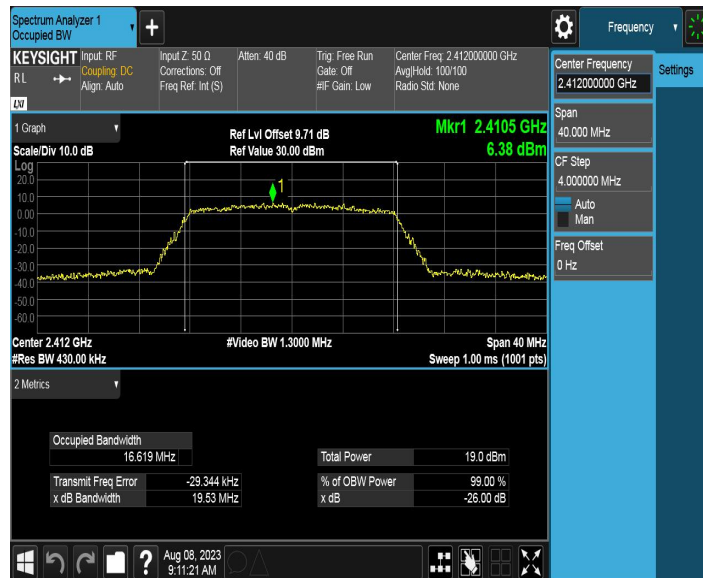 Spectrum Analyzer 1
Occupied BW
+
Frequency
KEYSIGHT
Input: RF
Input Z: 50 Ω
Atten: 40 dB
Trig: Free Run
Center Freq: 2.412000000 GHz
RL
Coupling: DC
Corrections: Off
Gate: Off
Avg|Hold: 100/100
Align: Auto
Freq Ref: Int (S)
#IF Gain: Low
Radio Std: None
LXI
Center Frequency
2.412000000 GHz
Settings
Span
40.000 MHz
CF Step
4.000000 MHz
Auto
Man
Freq Offset
0 Hz
1 Graph
Ref Lvl Offset 9.71 dB
Mkr1 2.4105 GHz
Scale/Div 10.0 dB
Ref Value 30.00 dBm
6.38 dBm
Log
20.0
10.0
0.00
-10.0
-20.0
-30.0
-40.0
-50.0
-60.0
1
Center 2.412 GHz
#Video BW 1.3000 MHz
Span 40 MHz
#Res BW 430.00 kHz
Sweep 1.00 ms (1001 pts)
2 Metrics
Occupied Bandwidth
16.619 MHz
Total Power
19.0 dBm
Transmit Freq Error
-29.344 kHz
% of OBW Power
99.00 %
x dB Bandwidth
19.53 MHz
x dB
-26.00 dB
?
Aug 08, 2023
9:11:21 AM